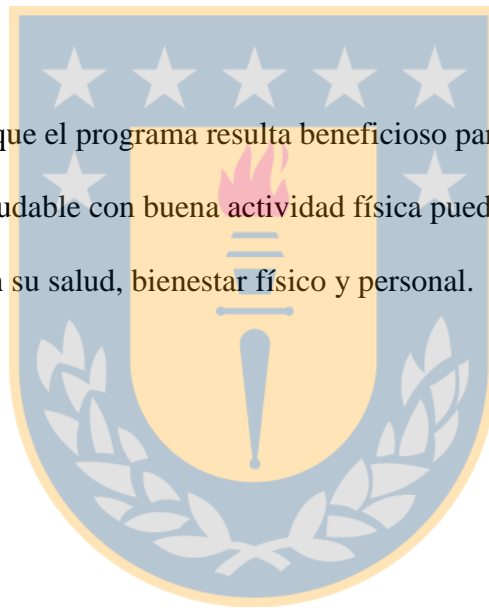 que el programa resulta beneficioso par
udable con buena actividad física pued
n su salud, bienestar físico y personal.